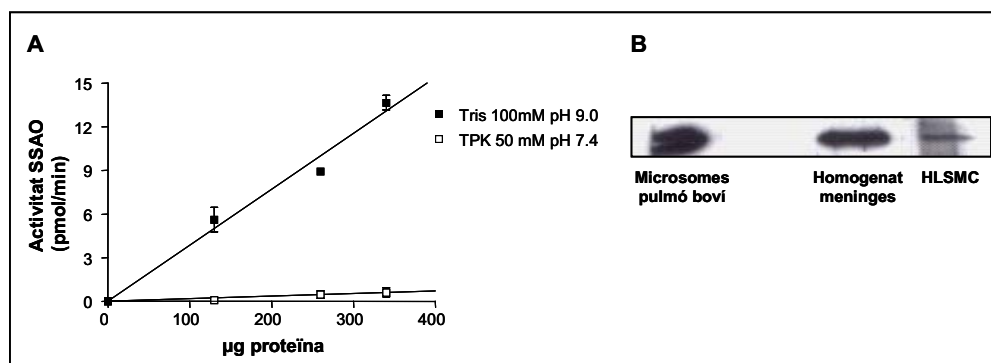 A
B
15
12
9
6
3
0
Activitat SSAO
(pmol/min)
0
100
200
300
400
µg proteïna
Tris 100mM pH 9.0
TPK 50 mM pH 7.4
Microsomes
pulmó boví
Homogenat
meninges
HLSMC